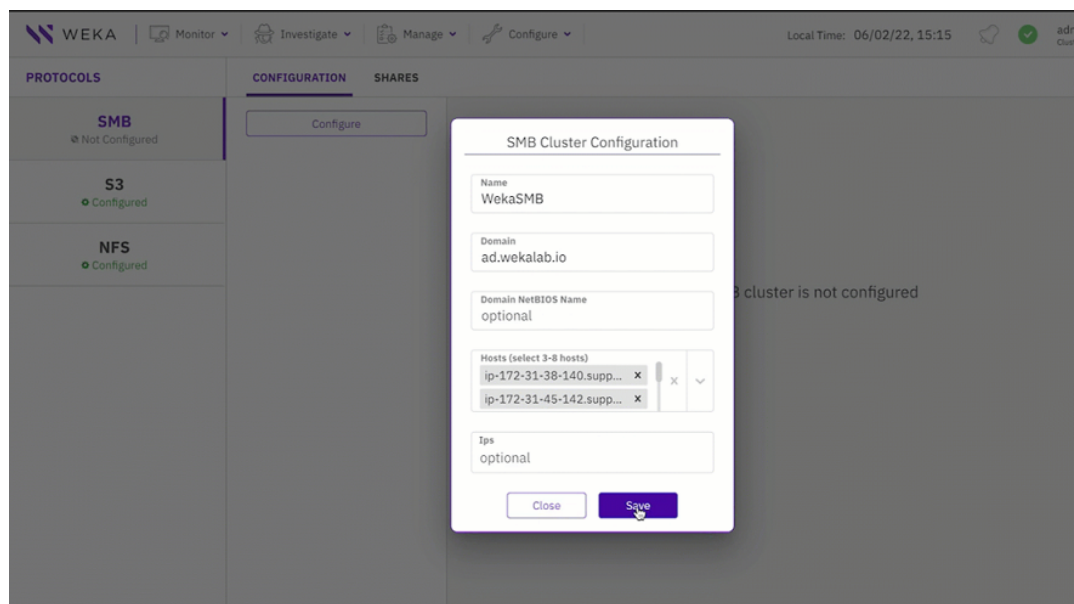 WEKA Monitor Investigate Manage Configure Local Time: 06/02/22, 15:15
PROTOCOLS
CONFIGURATION SHARES
SMB
Not Configured
S3
Configured
NFS
Configured
Configure
cluster is not configured
SMB Cluster Configuration
Name
WekaSMB
Domain
ad.wekalab.io
Domain NetBIOS Name
optional
Hosts (select 3-8 hosts)
ip-172-31-38-140.supp... x
ip-172-31-45-142.supp... x
Ips
optional
Close Save